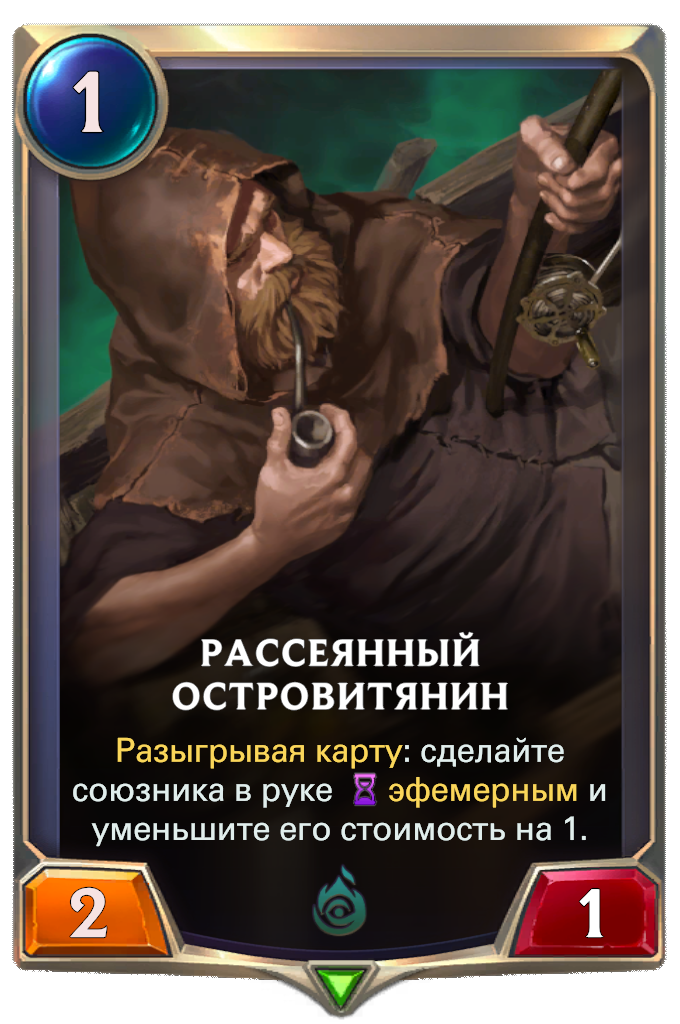 1
РАССЕЯННЫЙ
ОСТРОВИТЯНИН
Разыгрывая карту: сделайте
союзника в руке эфемерным и
уменьшите его стоимость на 1.
2
1